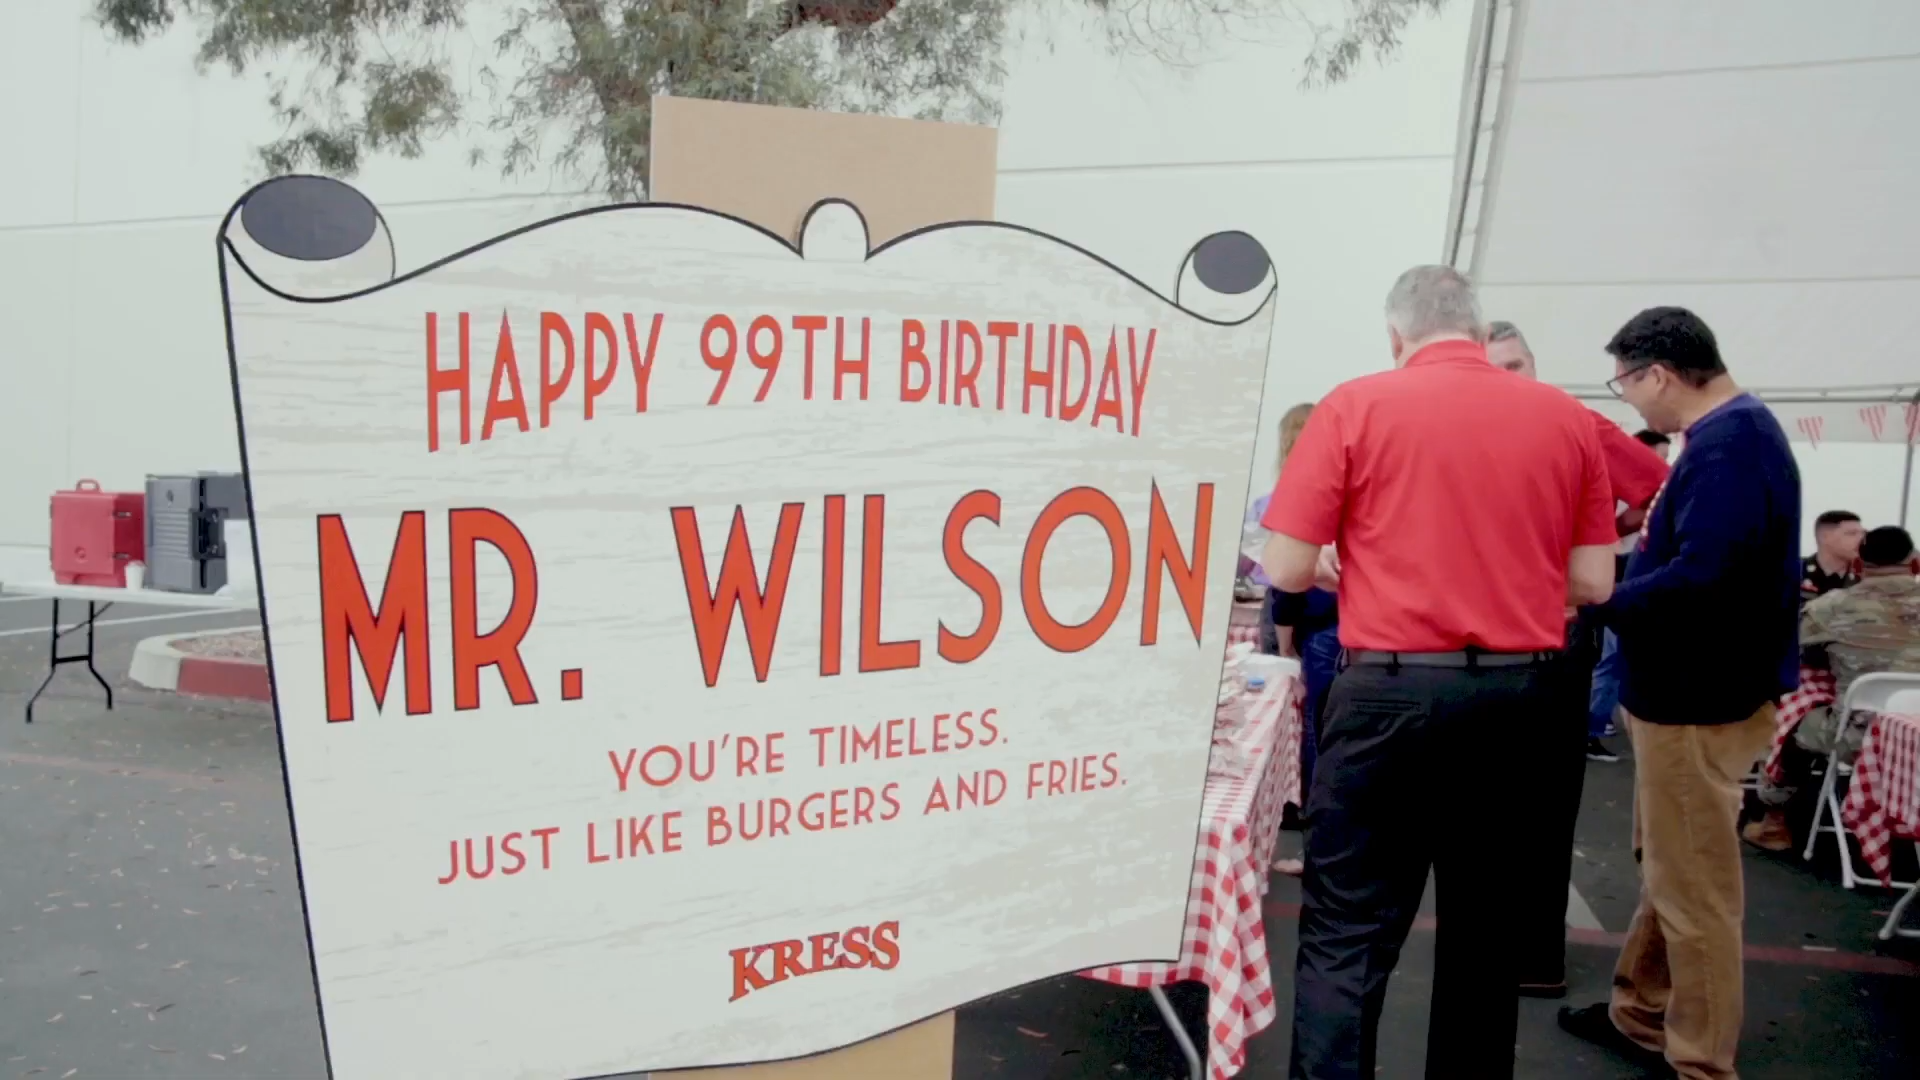 HAPPY 99TH BIRTHDAY
MR. WILSON
YOU'RE TIMELESS.
JUST LIKE BURGERS AND FRIES.
KRESS